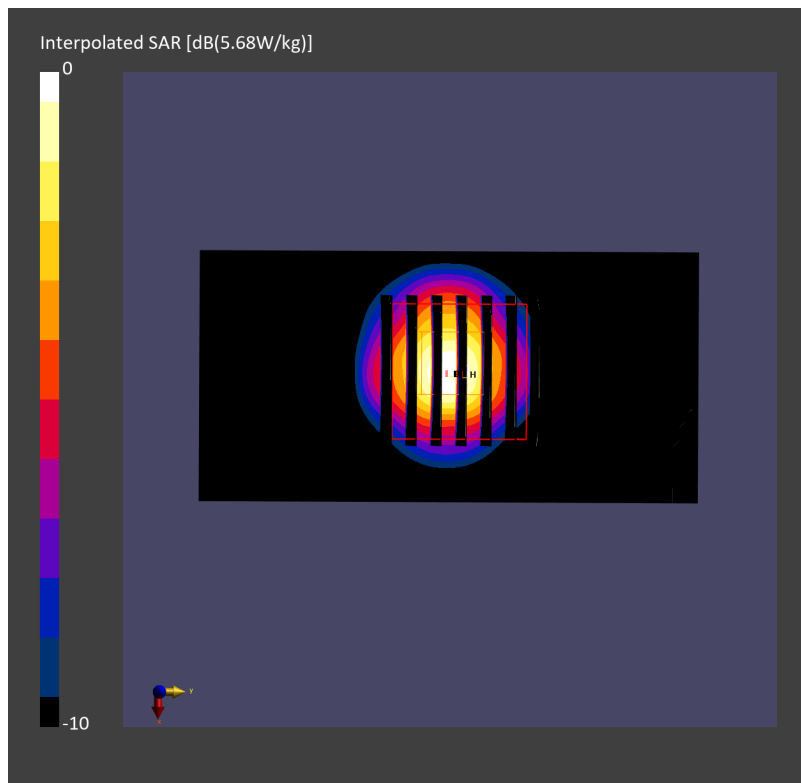 Interpolated SAR [dB(5.68W/kg)]
0
H
-10
y
x